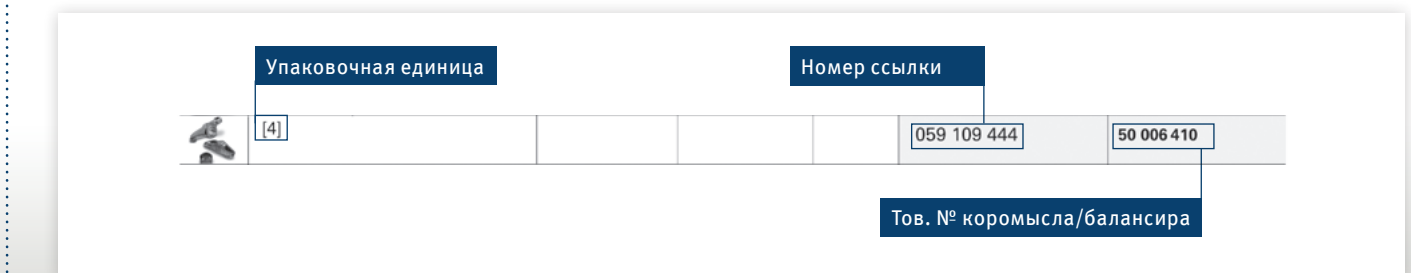 Упаковочная единица
Номер ссылки
[4]
059 109 444
50 006 410
Тов. № коромысла/балансира